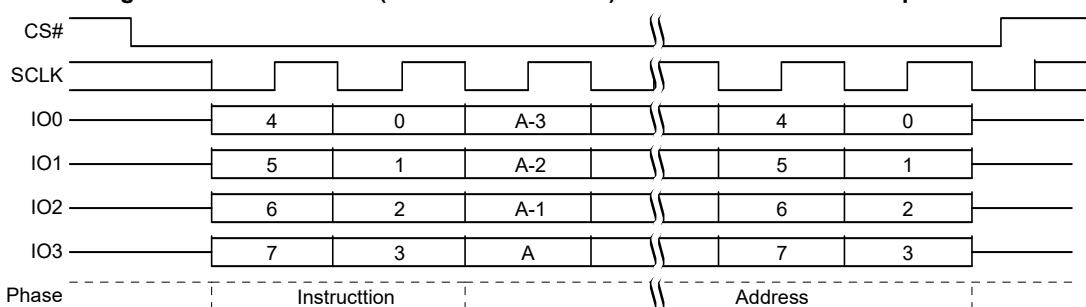 CS#
SCLK
IO0 4 0 A-3 4 0
IO1 5 1 A-2 5 1
IO2 6 2 A-1 6 2
IO3 7 3 A 7 3
Phase Instructtion Address